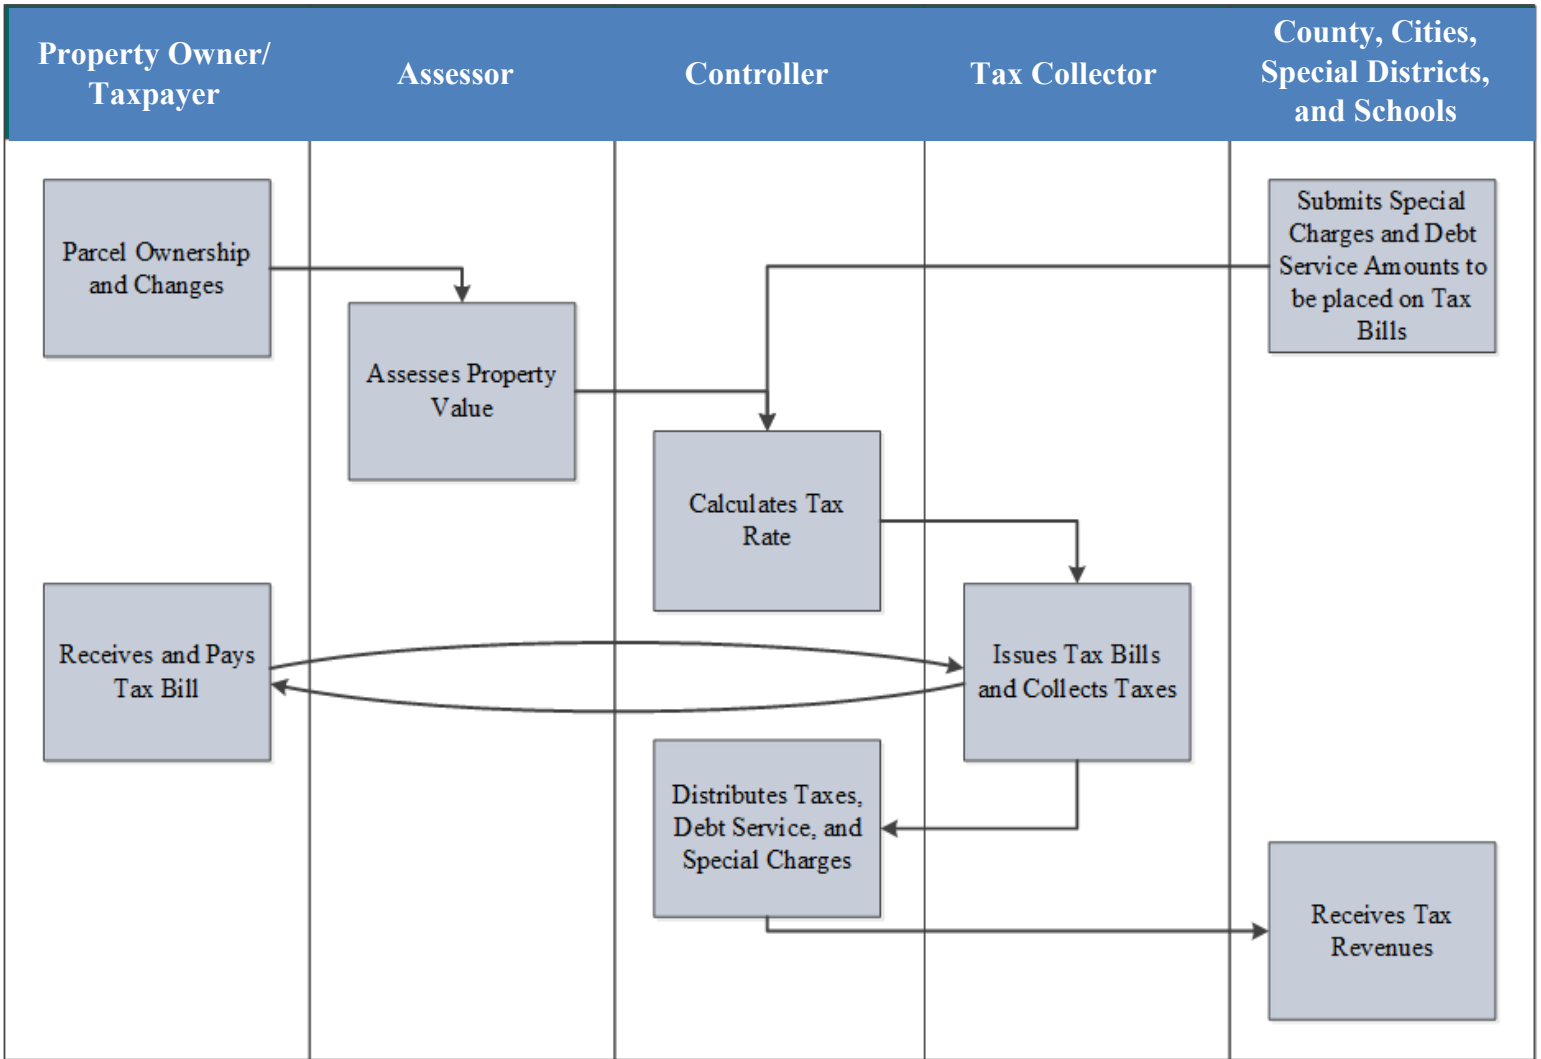 Property Owner/
Taxpayer
Assessor
Controller
Tax Collector
County, Cities,
Special Districts,
and Schools
Parcel Ownership
and Changes
Submits Special
Charges and Debt
Service Amounts to
be placed on Tax
Bills
Assesses Property
Value
Calculates Tax
Rate
Receives and Pays
Tax Bill
Issues Tax Bills
and Collects Taxes
Distributes Taxes,
Debt Service, and
Special Charges
Receives Tax
Revenues